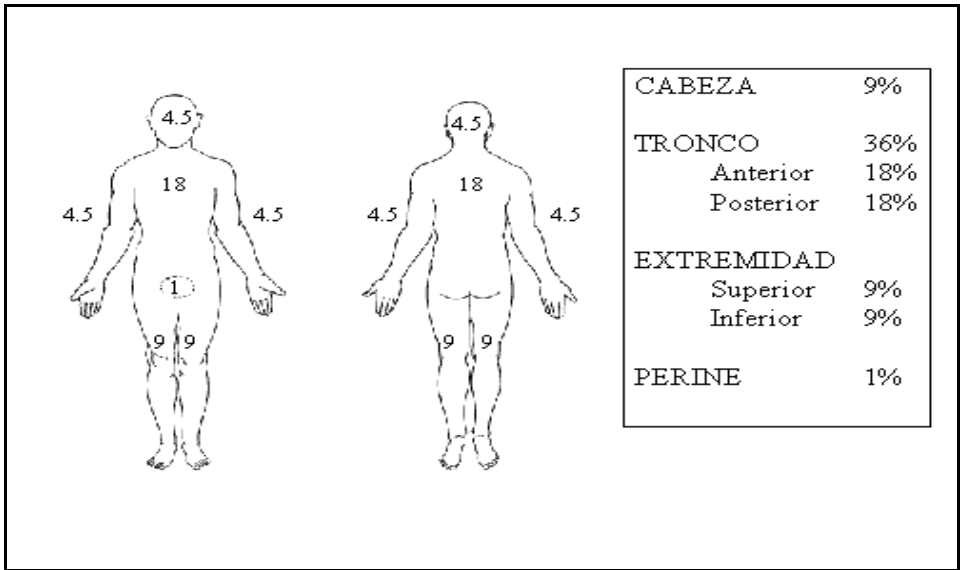 4.5 4.5
18 18
4.5 4.5 4.5 4.5
1
9 9 9 9
CABEZA 9%
TRONCO 36%
Anterior 18%
Posterior 18%
EXTREMIDAD
Superior 9%
Inferior 9%
PERINE 1%